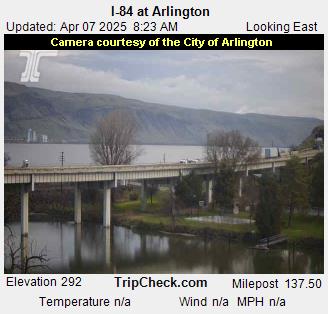 I-84 at Arlington
Updated: Apr 07 2025 8:23 AM Looking East
Camera courtesy of the City of Arlington
Elevation 292 TripCheck.com Milepost 137.50
Temperature n/a Wind n/a MPH n/a